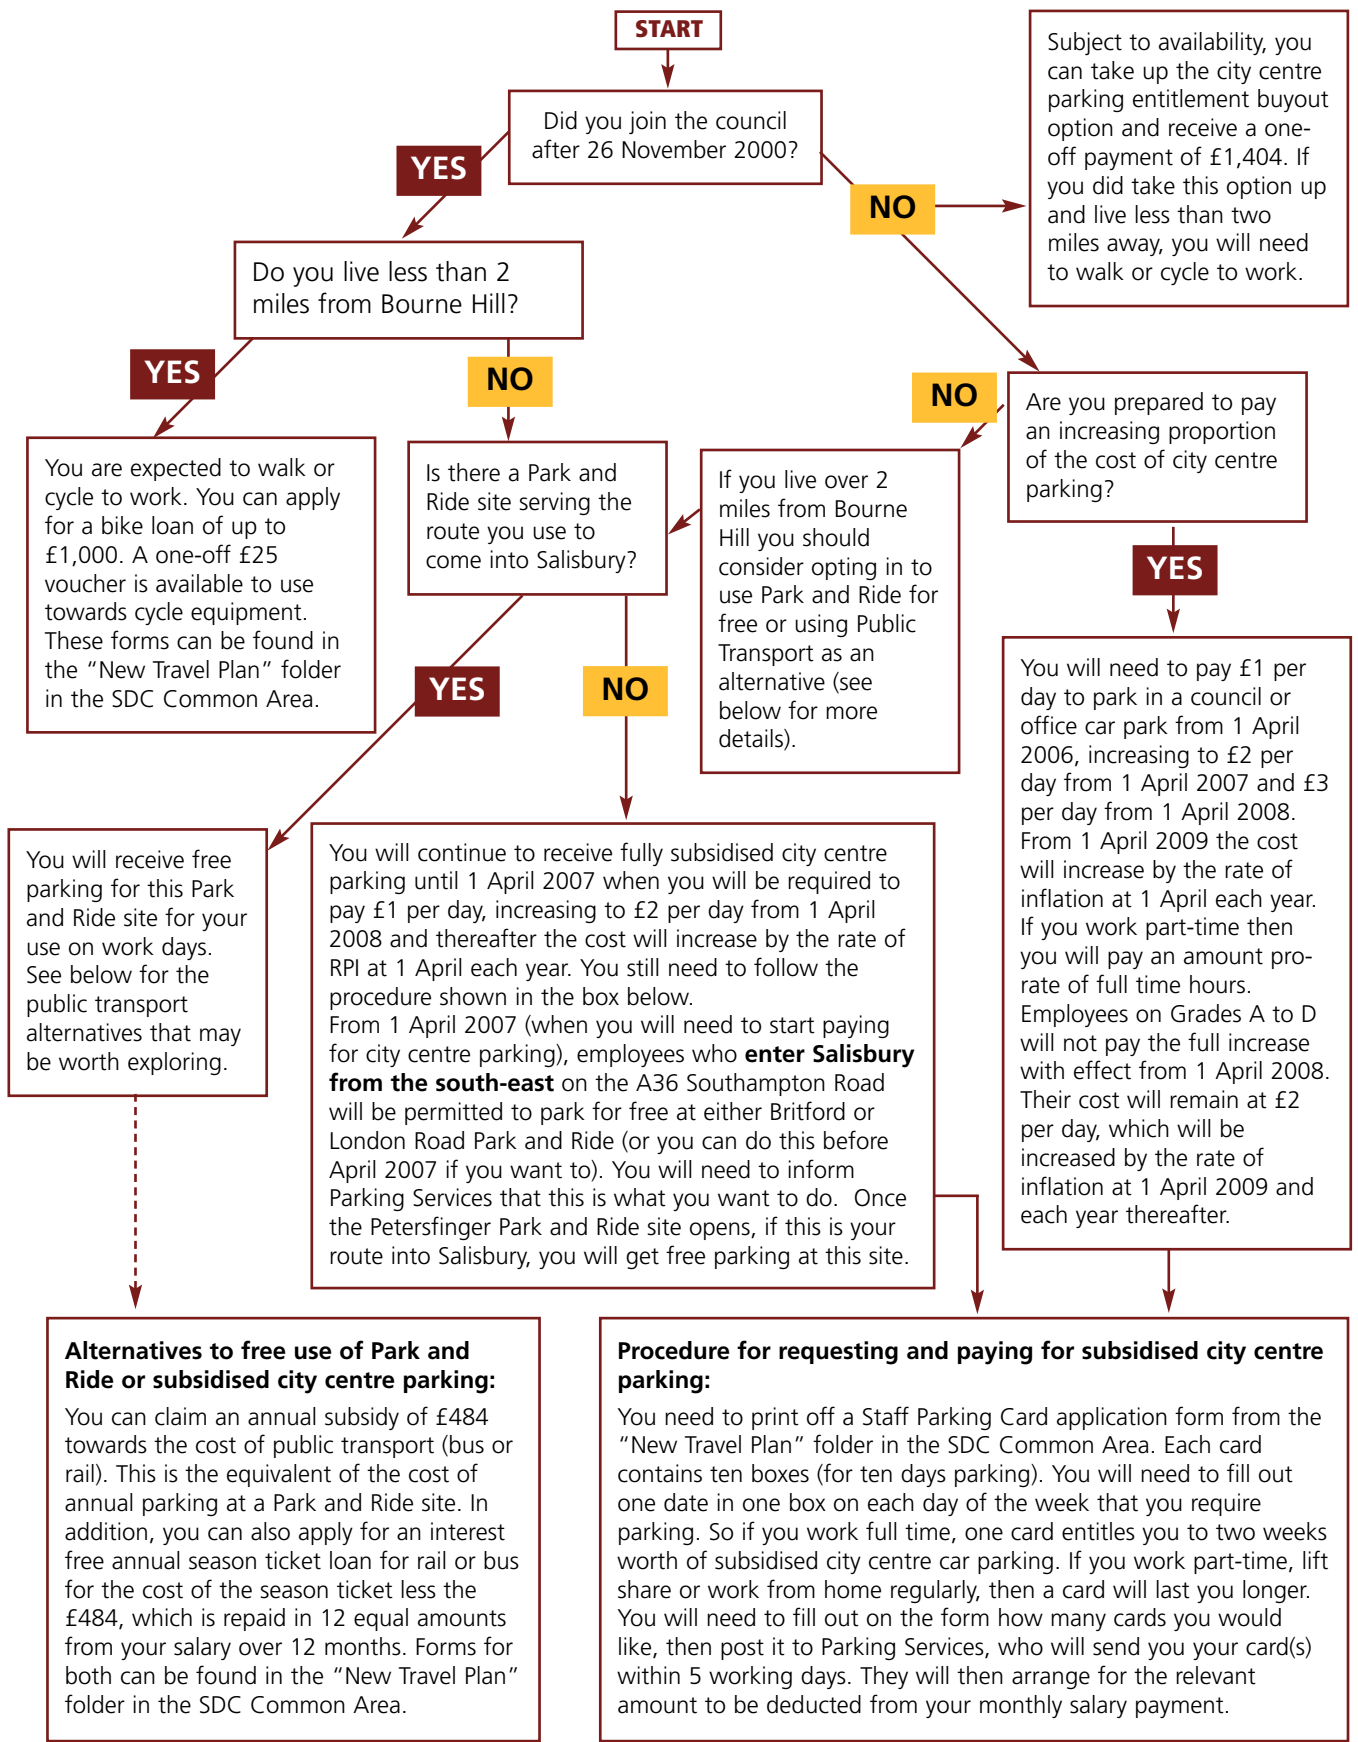 START
Did you join the council
after 26 November 2000?
YES
NO
Subject to availability, you
can take up the city centre
parking entitlement buyout
option and receive a one-
off payment of £1,404. If
you did take this option up
and live less than two
miles away, you will need
to walk or cycle to work.
Do you live less than 2
miles from Bourne Hill?
YES
NO
NO
Are you prepared to pay
an increasing proportion
of the cost of city centre
parking?
You are expected to walk or
cycle to work. You can apply
for a bike loan of up to
£1,000. A one-off £25
voucher is available to use
towards cycle equipment.
These forms can be found in
the “New Travel Plan” folder
in the SDC Common Area.
Is there a Park and
Ride site serving the
route you use to
come into Salisbury?
If you live over 2
miles from Bourne
Hill you should
consider opting in to
use Park and Ride for
free or using Public
Transport as an
alternative (see
below for more
details).
YES
YES
NO
You will need to pay £1 per
day to park in a council or
office car park from 1 April
2006, increasing to £2 per
day from 1 April 2007 and £3
per day from 1 April 2008.
From 1 April 2009 the cost
will increase by the rate of
inflation at 1 April each year.
If you work part-time then
you will pay an amount pro-
rate of full time hours.
Employees on Grades A to D
will not pay the full increase
with effect from 1 April 2008.
Their cost will remain at £2
per day, which will be
increased by the rate of
inflation at 1 April 2009 and
each year thereafter.
You will receive free
parking for this Park
and Ride site for your
use on work days.
See below for the
public transport
alternatives that may
be worth exploring.
You will continue to receive fully subsidised city centre
parking until 1 April 2007 when you will be required to
pay £1 per day, increasing to £2 per day from 1 April
2008 and thereafter the cost will increase by the rate of
RPI at 1 April each year. You still need to follow the
procedure shown in the box below.
From 1 April 2007 (when you will need to start paying
for city centre parking), employees who enter Salisbury
from the south-east on the A36 Southampton Road
will be permitted to park for free at either Britford or
London Road Park and Ride (or you can do this before
April 2007 if you want to). You will need to inform
Parking Services that this is what you want to do. Once
the Petersfinger Park and Ride site opens, if this is your
route into Salisbury, you will get free parking at this site.
Alternatives to free use of Park and
Ride or subsidised city centre parking:
You can claim an annual subsidy of £484
towards the cost of public transport (bus or
rail). This is the equivalent of the cost of
annual parking at a Park and Ride site. In
addition, you can also apply for an interest
free annual season ticket loan for rail or bus
for the cost of the season ticket less the
£484, which is repaid in 12 equal amounts
from your salary over 12 months. Forms for
both can be found in the “New Travel Plan”
folder in the SDC Common Area.
Procedure for requesting and paying for subsidised city centre
parking:
You need to print off a Staff Parking Card application form from the
“New Travel Plan” folder in the SDC Common Area. Each card
contains ten boxes (for ten days parking). You will need to fill out
one date in one box on each day of the week that you require
parking. So if you work full time, one card entitles you to two weeks
worth of subsidised city centre car parking. If you work part-time, lift
share or work from home regularly, then a card will last you longer.
You will need to fill out on the form how many cards you would
like, then post it to Parking Services, who will send you your card(s)
within 5 working days. They will then arrange for the relevant
amount to be deducted from your monthly salary payment.